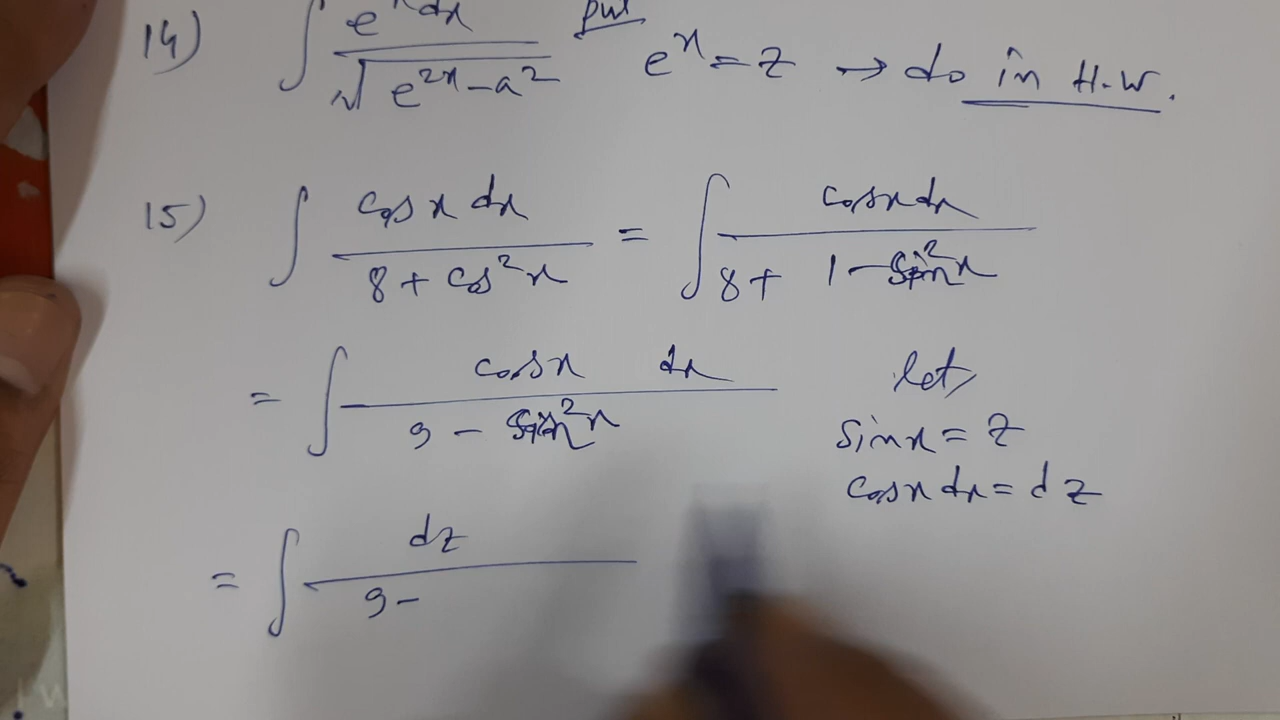 14) ∫ e^x dx / √(e^{2x} - a^2) put e^x = z → do in H.W.
15) ∫ cos x dx / (8 + cos^2 x) = ∫ cos x dx / (8 + 1 - sin^2 x)
= ∫ cos x dx / (9 - sin^2 x) let,
sin x = z
cos x dx = dz
= ∫ dz / 9 -